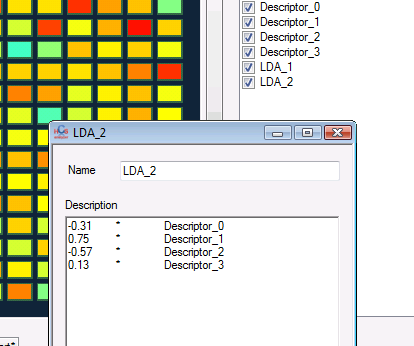 Descriptor_0
Descriptor_1
Descriptor_2
Descriptor_3
LDA_1
LDA_2
LDA_2
Name LDA_2
Description
-0.31 * Descriptor_0
0.75 * Descriptor_1
-0.57 * Descriptor_2
0.13 * Descriptor_3